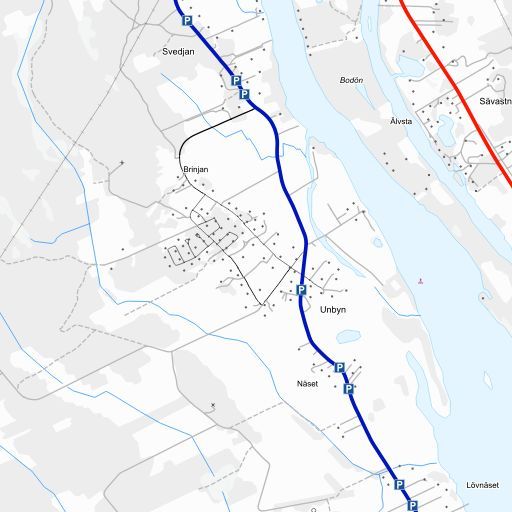 P
Svedjan
P
Bodön
P
Sävastn
Älvsta
Brinjan
P
Unbyn
P
Näset
P
P
Lövnäset
P